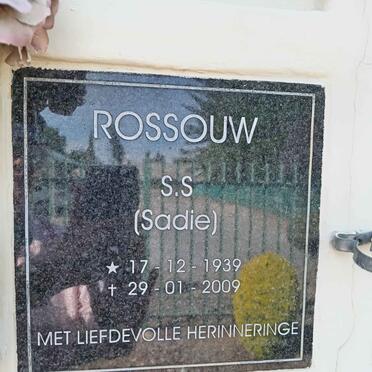 ROSSOUW
S.S
(Sadie)
★ 17 - 12 - 1939
† 29 - 01 - 2009
MET LIEFDEVOLLE HERINNERINGE